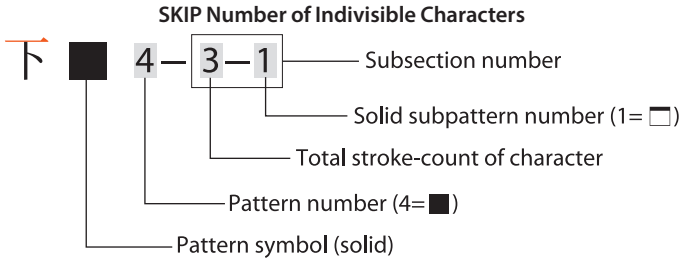 SKIP Number of Indivisible Characters
下 ■ 4–3–1
Subsection number
Solid subpattern number (1= )
Total stroke-count of character
Pattern number (4=■)
Pattern symbol (solid)